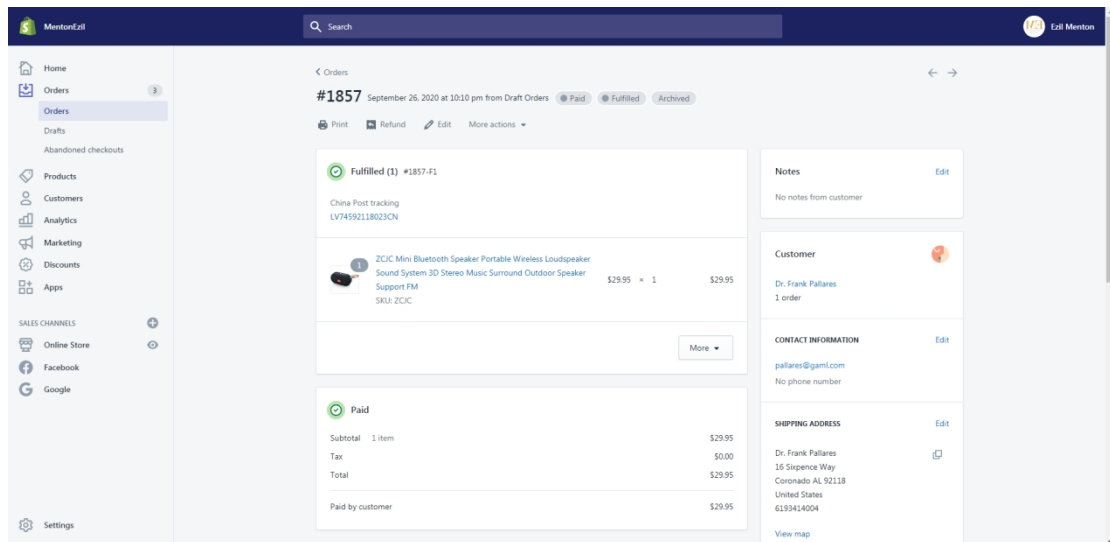 MentonEzil
Search
Ezil Menton
Home
Orders 3
Orders
Drafts
Abandoned checkouts
Products
Customers
Analytics
Marketing
Discounts
Apps
SALES CHANNELS
Online Store
Facebook
Google
Settings
Orders
#1857 September 26, 2020 at 10:10 pm from Draft Orders Paid Fulfilled Archived
Print Refund Edit More actions
Fulfilled (1) #1857-F1
China Post tracking
LV74592118023CN
1
ZCJC Mini Bluetooth Speaker Portable Wireless Loudspeaker
Sound System 3D Stereo Music Surround Outdoor Speaker
Support FM
SKU: ZCJC
$29.95 × 1 $29.95
More
Paid
Subtotal 1 item $29.95
Tax $0.00
Total $29.95
Paid by customer $29.95
Notes Edit
No notes from customer
Customer
Dr. Frank Pallares
1 order
CONTACT INFORMATION Edit
pallares@gaml.com
No phone number
SHIPPING ADDRESS Edit
Dr. Frank Pallares
16 Sixpence Way
Coronado AL 92118
United States
6193414004
View map